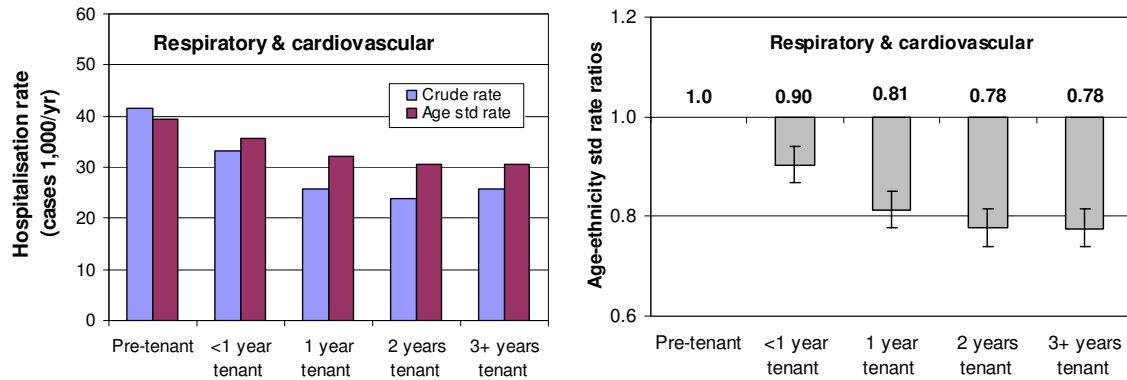 Respiratory & cardiovascular
Hospitalisation rate
(cases 1,000/yr)
60
50
40
30
20
10
0
Crude rate
Age std rate
Pre-tenant
<1 year
tenant
1 year
tenant
2 years
tenant
3+ years
tenant
Respiratory & cardiovascular
Age-ethnicity std rate ratios
1.2
1.0
0.8
0.6
1.0
0.90
0.81
0.78
0.78
Pre-tenant
<1 year
tenant
1 year
tenant
2 years
tenant
3+ years
tenant